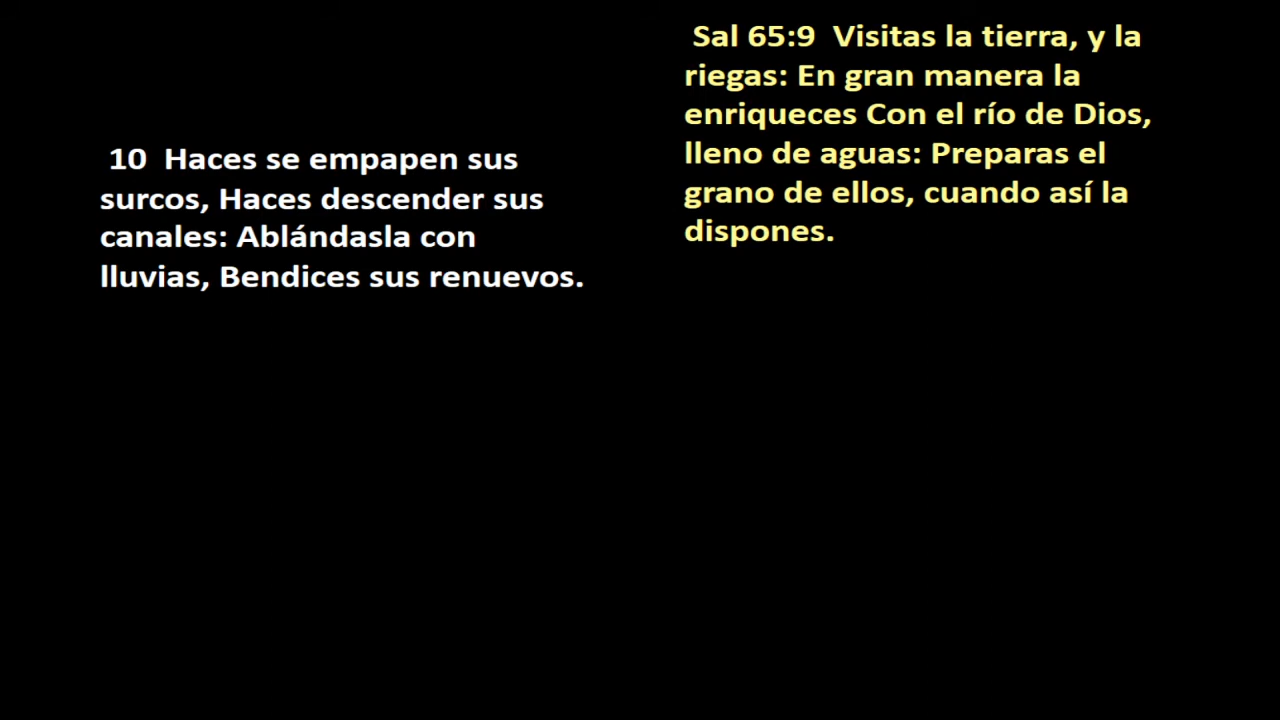 Sal 65:9  Visitas la tierra, y la
riegas: En gran manera la
enriqueces Con el río de Dios,
lleno de aguas: Preparas el
grano de ellos, cuando así la
dispones.
10  Haces se empapen sus
surcos, Haces descender sus
canales: Ablándasla con
lluvias, Bendices sus renuevos.